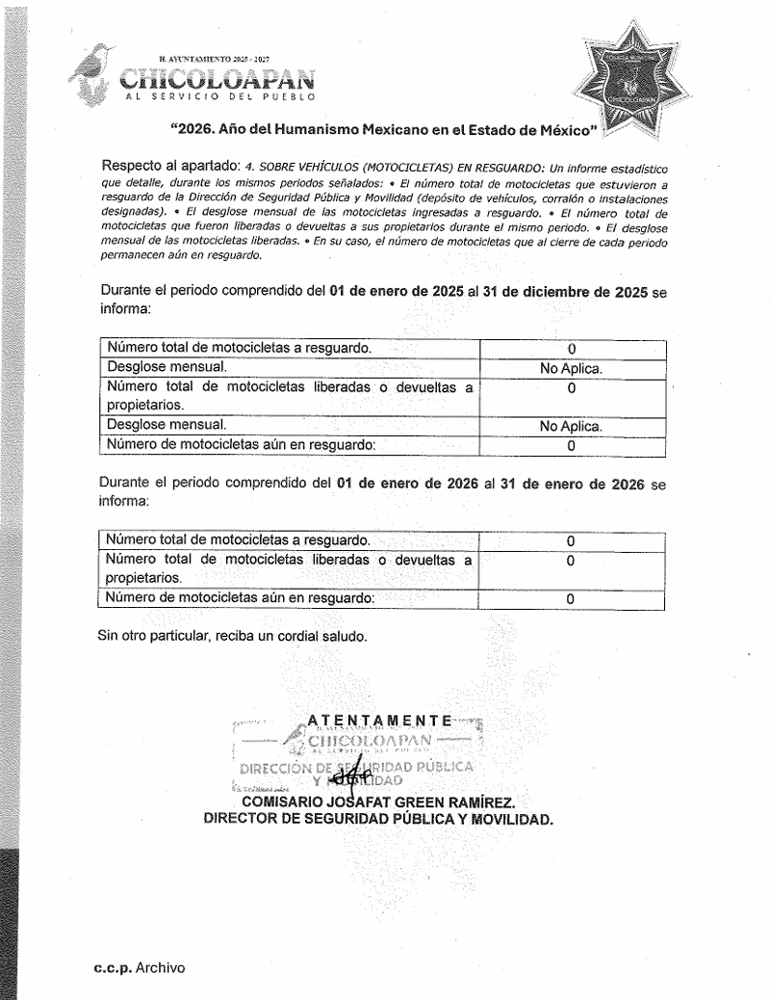 H. AYUNTAMIENTO 2025 - 2027
CHICOLOAPAN
AL SERVICIO DEL PUEBLO
POLICÍA MUNICIPAL
CHICOLOAPAN
“2026. Año del Humanismo Mexicano en el Estado de México”
Respecto al apartado: 4. SOBRE VEHÍCULOS (MOTOCICLETAS) EN RESGUARDO: Un informe estadístico
que detalle, durante los mismos periodos señalados: • El número total de motocicletas que estuvieron a
resguardo de la Dirección de Seguridad Pública y Movilidad (depósito de vehículos, corralón o instalaciones
designadas). • El desglose mensual de las motocicletas ingresadas a resguardo. • El número total de
motocicletas que fueron liberadas o devueltas a sus propietarios durante el mismo periodo. • El desglose
mensual de las motocicletas liberadas. • En su caso, el número de motocicletas que al cierre de cada periodo
permanecen aún en resguardo.
Durante el periodo comprendido del 01 de enero de 2025 al 31 de diciembre de 2025 se
informa:
Número total de motocicletas a resguardo. 0
Desglose mensual. No Aplica.
Número total de motocicletas liberadas o devueltas a 0
propietarios.
Desglose mensual. No Aplica.
Número de motocicletas aún en resguardo: 0
Durante el periodo comprendido del 01 de enero de 2026 al 31 de enero de 2026 se
informa:
Número total de motocicletas a resguardo. 0
Número total de motocicletas liberadas o devueltas a 0
propietarios.
Número de motocicletas aún en resguardo: 0
Sin otro particular, reciba un cordial saludo.
ATENTAMENTE
CHICOLOAPAN
AL SERVICIO DEL PUEBLO
DIRECCIÓN DE SEGURIDAD PÚBLICA
Y MOVILIDAD
COMISARIO JOSAFAT GREEN RAMÍREZ.
DIRECTOR DE SEGURIDAD PÚBLICA Y MOVILIDAD.
c.c.p. Archivo